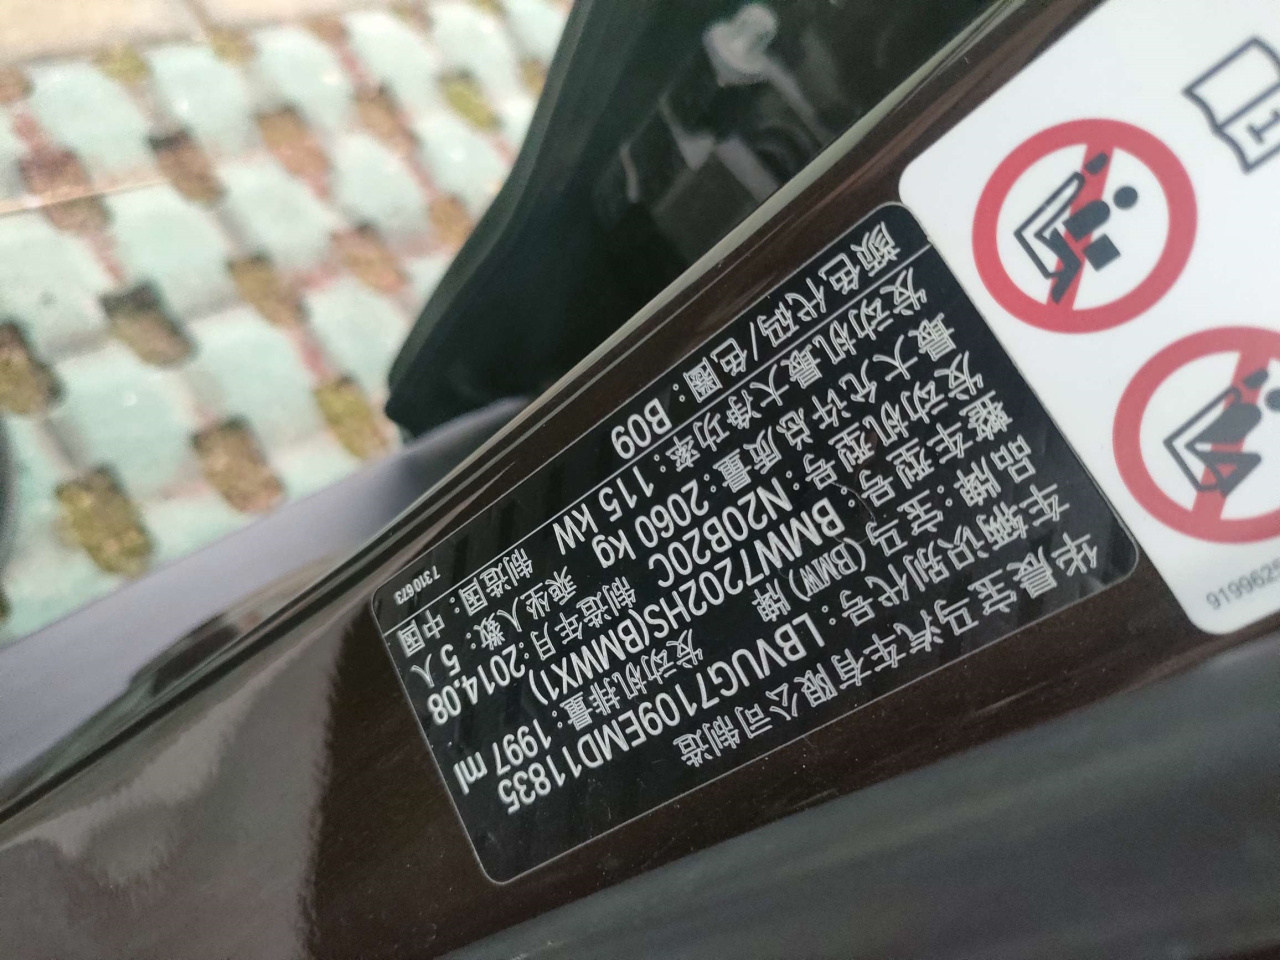 华晨宝马汽车有限公司制造
车辆识别代号：LBVUG7109EMD11835
品牌：宝马(BMW)牌 发动机排量：1997 ml
整车型号：BMW7202HS(BMWX1)
发动机型号：N20B20C 制造年月：2014.08
最大允许总质量：2060 kg 乘坐人数：5 人
发动机最大净功率：115 kW 制造国：中国
颜色代码/色圖：B09 7310673
9199625